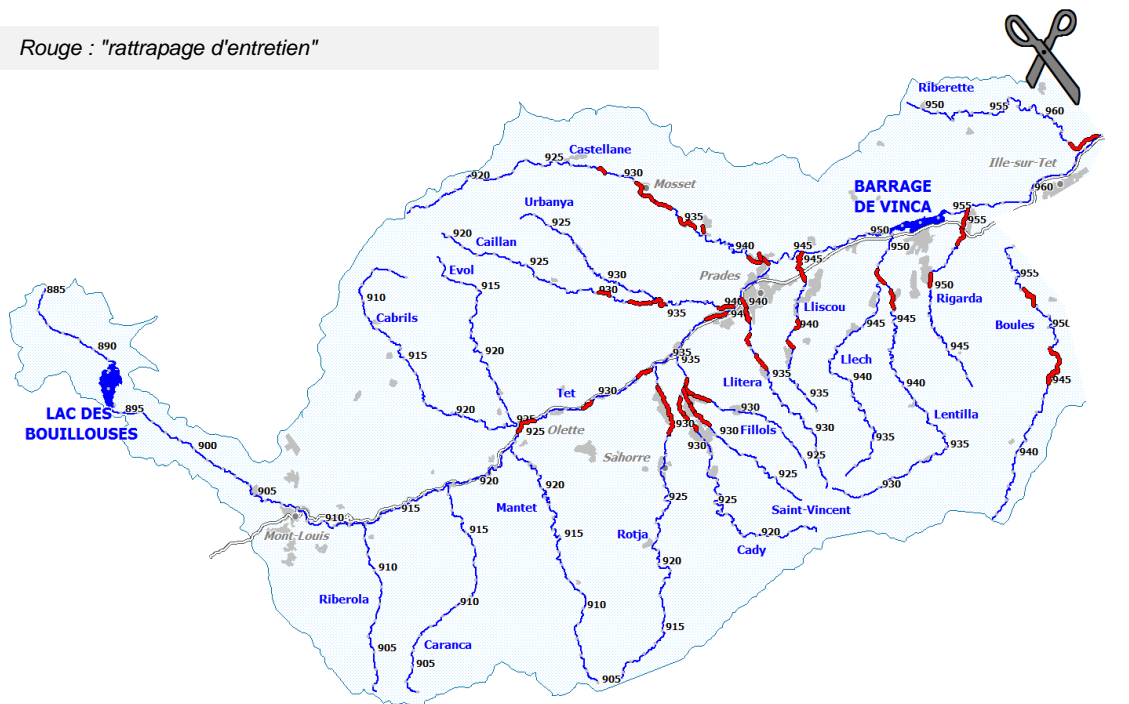 Rouge : "rattrapage d'entretien"
Riberette
950
955
960
Castellane
925
930
920
Mosset
Ille-sur-Tet
960
BARRAGE
DE VINCA
Urbanya
925
935
955
955
950
920
Caillan
940
945
945
950
Evol
925
930
930
Prades
885
910
915
935
940
940
950
955
Rigarda
Cabrils
Lliscou
940
945
945
Boules
950
890
915
920
935
935
Llech
945
945
Tet
930
Llitera
935
940
940
LAC DES
BOUILLOUSES
895
920
925
925
Olette
930
935
Lentilla
930
Fillols
930
930
930
935
935
900
Sahorre
925
940
905
920
920
925
925
930
910
915
Mantet
Saint-Vincent
Mont-Louis
915
915
Rotja
920
Cady
910
920
Riberola
910
910
905
Caranca
905
915
905